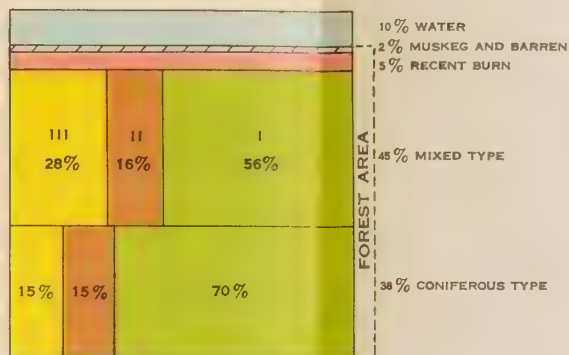 10% WATER
2% MUSKEG AND BARREN
5% RECENT BURN
III II I
28% 16% 56%
45% MIXED TYPE
FOREST AREA
15% 15% 70%
38% CONIFEROUS TYPE